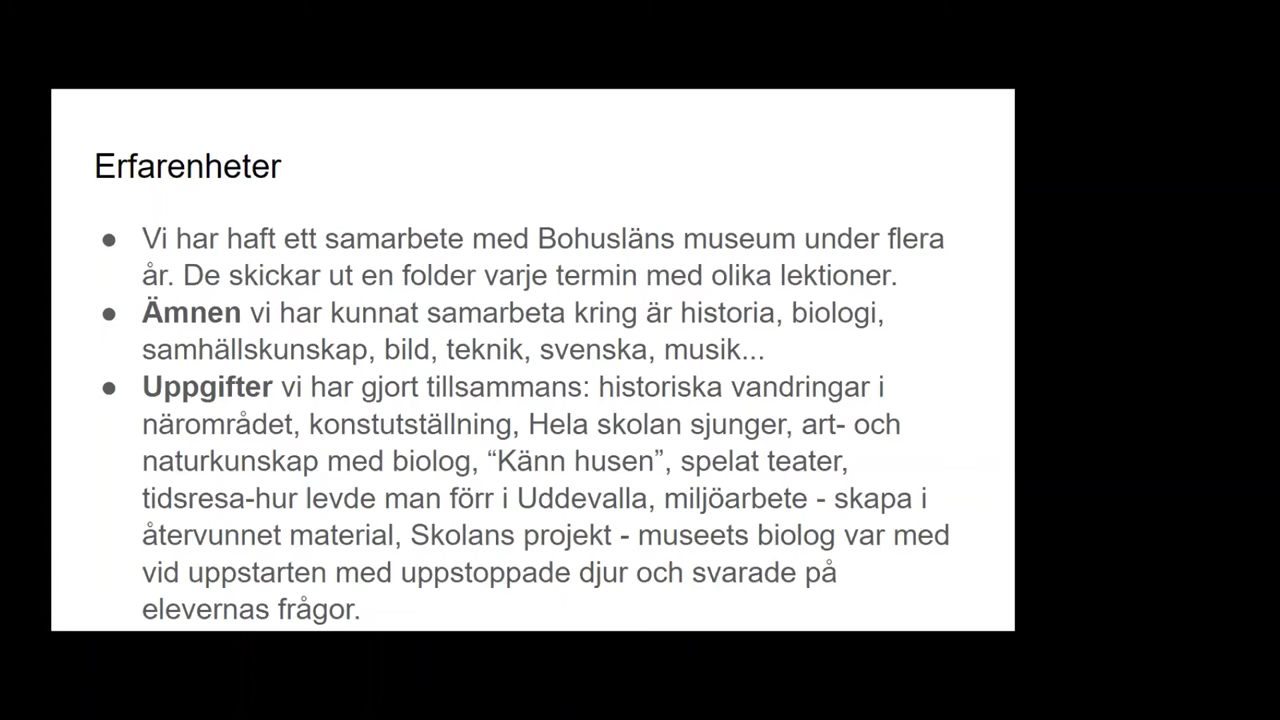 Erfarenheter
● Vi har haft ett samarbete med Bohusläns museum under flera
år. De skickar ut en folder varje termin med olika lektioner.
● Ämnen vi har kunnat samarbeta kring är historia, biologi,
samhällskunskap, bild, teknik, svenska, musik...
● Uppgifter vi har gjort tillsammans: historiska vandringar i
närområdet, konstutställning, Hela skolan sjunger, art- och
naturkunskap med biolog, “Känn husen”, spelat teater,
tidsresa-hur levde man förr i Uddevalla, miljöarbete - skapa i
återvunnet material, Skolans projekt - museets biolog var med
vid uppstarten med uppstoppade djur och svarade på
elevernas frågor.